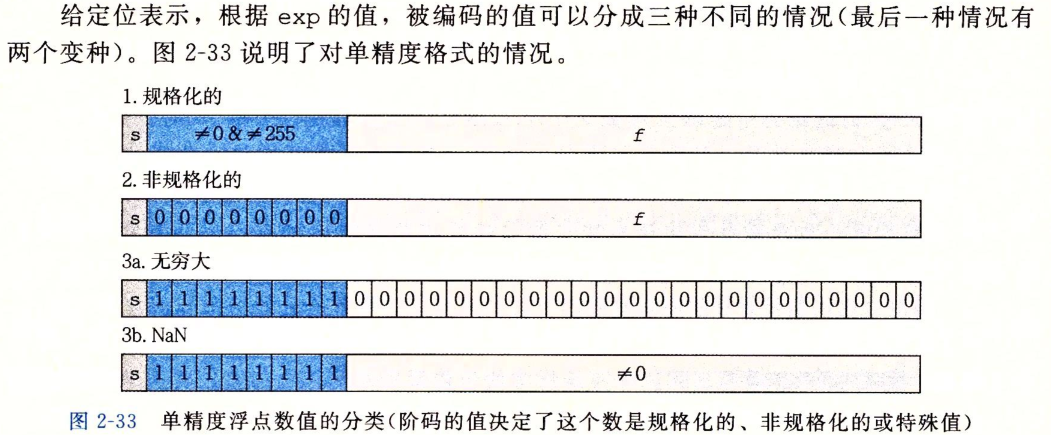 给定位表示，根据 exp 的值，被编码的值可以分成三种不同的情况(最后一种情况有
两个变种)。图 2-33 说明了对单精度格式的情况。
1. 规格化的
s ≠0 & ≠255 f
2. 非规格化的
s 0 0 0 0 0 0 0 0 f
3a. 无穷大
s 1 1 1 1 1 1 1 1 0 0 0 0 0 0 0 0 0 0 0 0 0 0 0 0 0 0 0 0 0 0 0
3b. NaN
s 1 1 1 1 1 1 1 1 ≠0
图 2-33 单精度浮点数值的分类(阶码的值决定了这个数是规格化的、非规格化的或特殊值)